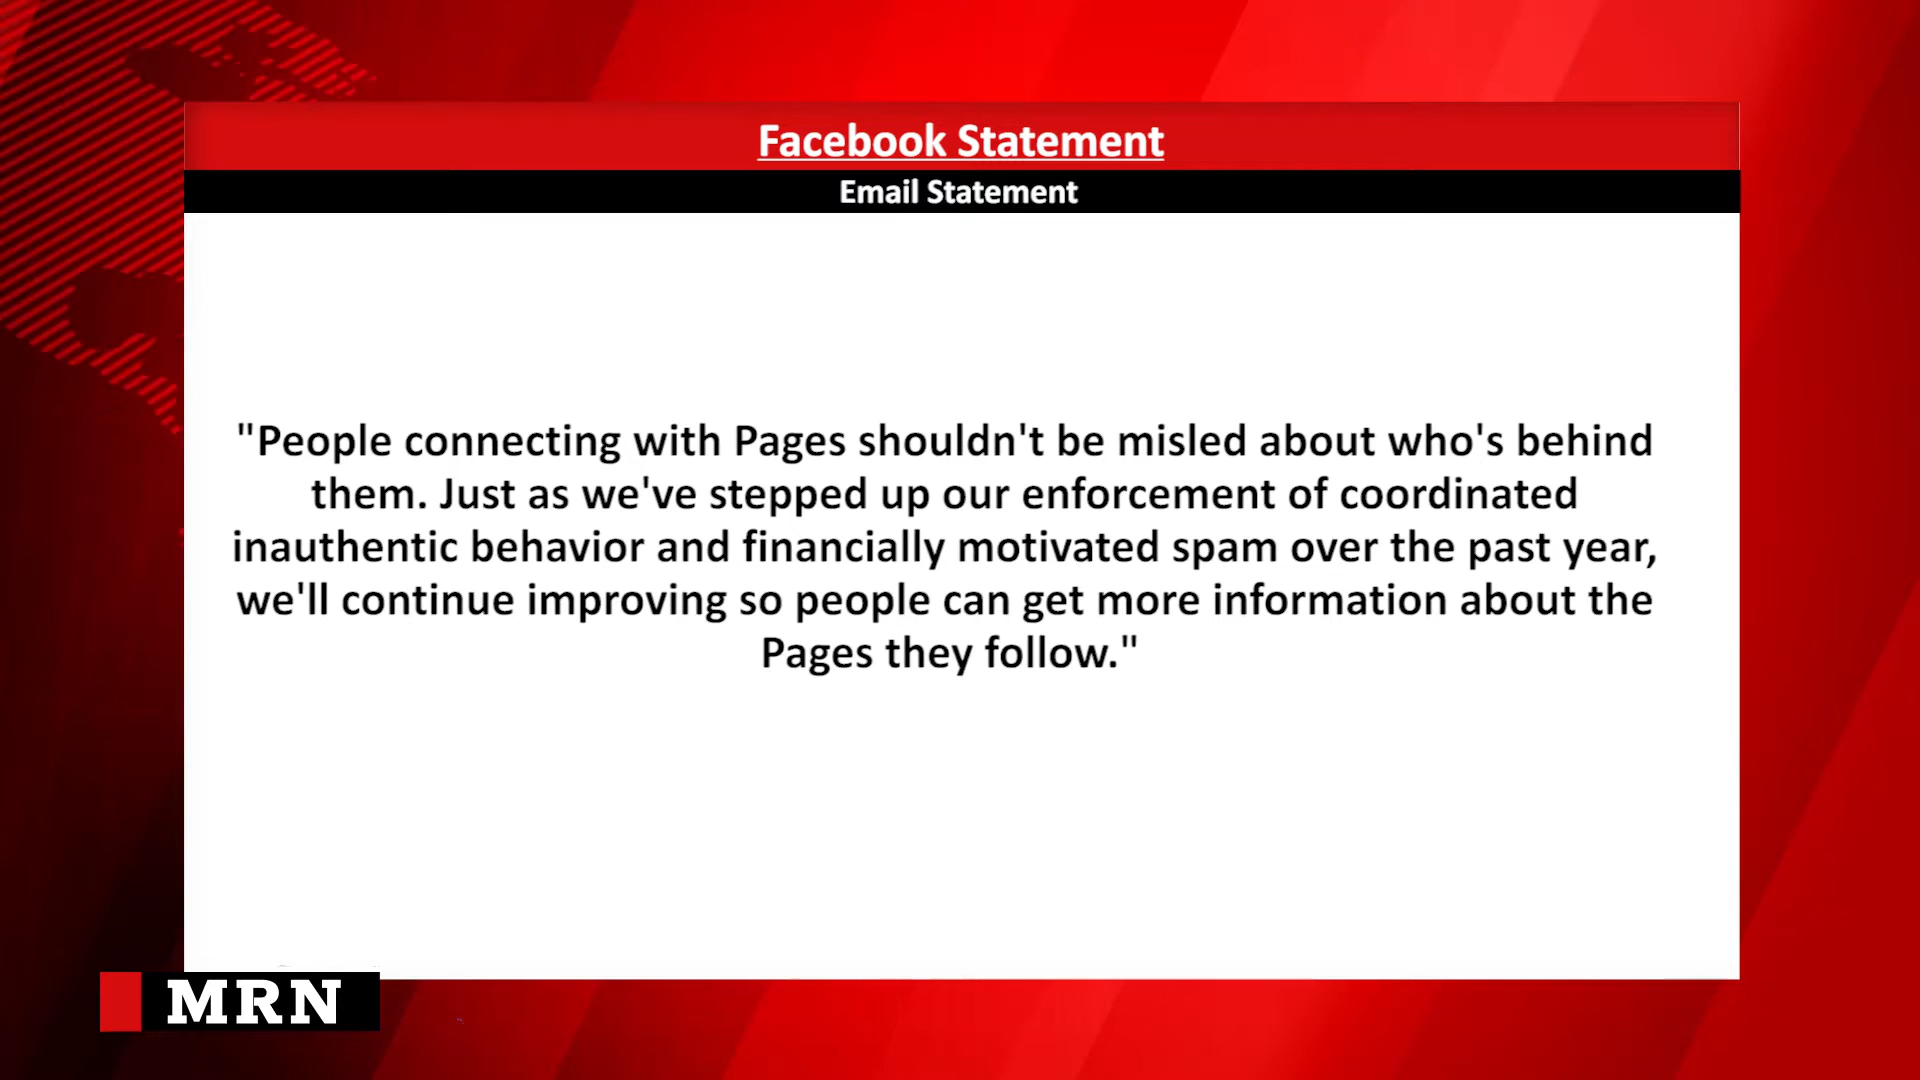 Facebook Statement
Email Statement
"People connecting with Pages shouldn't be misled about who's behind
them. Just as we've stepped up our enforcement of coordinated
inauthentic behavior and financially motivated spam over the past year,
we'll continue improving so people can get more information about the
Pages they follow."
MRN